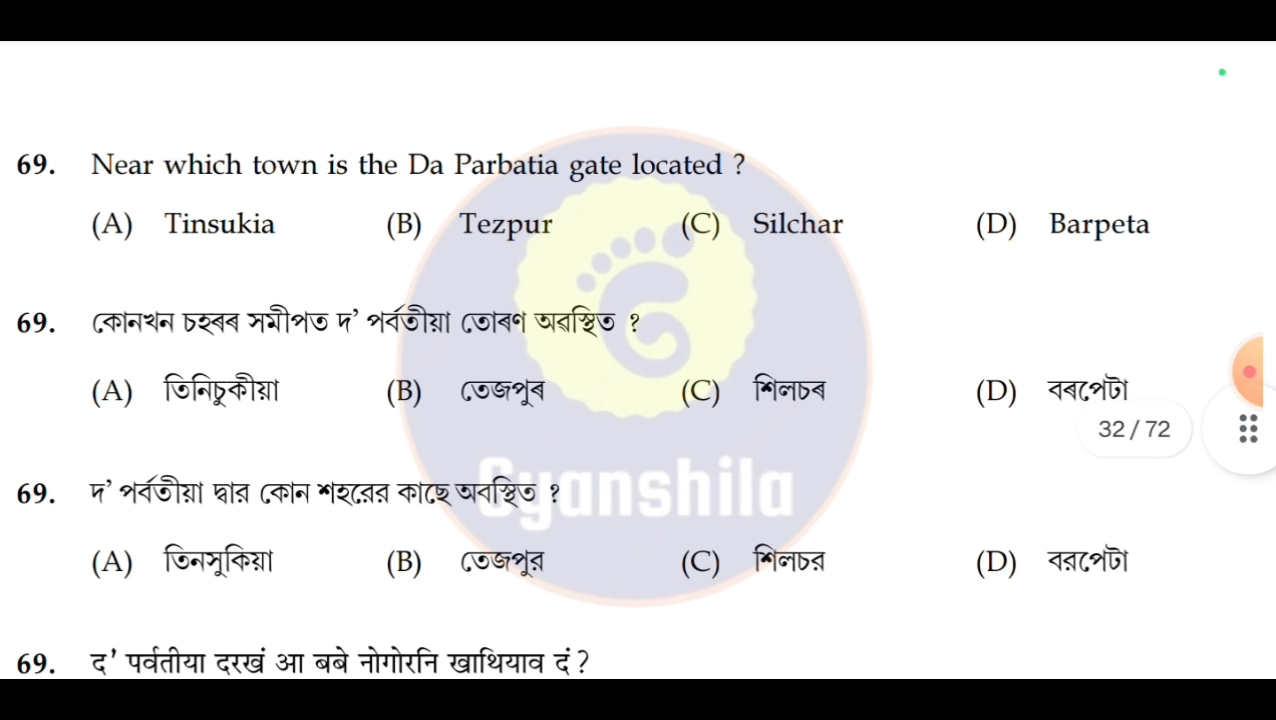 69. Near which town is the Da Parbatia gate located ?
(A) Tinsukia (B) Tezpur (C) Silchar (D) Barpeta
69. কোনখন চহৰৰ সমীপত দ’ পৰ্বতীয়া তোৰণ অৱস্থিত ?
(A) তিনিচুকীয়া (B) তেজপুৰ (C) শিলচৰ (D) বৰপেটা
32 / 72
69. দ’ পর্বতীয়া দ্বার কোন শহরের কাছে অবস্থিত ?
Gyanshila
(A) তিনসুকিয়া (B) তেজপুর (C) শিলচর (D) বরপেটা
69. द’ पर्वतीया दरखं आ बबे नोगोरनि खाथियाव दं?